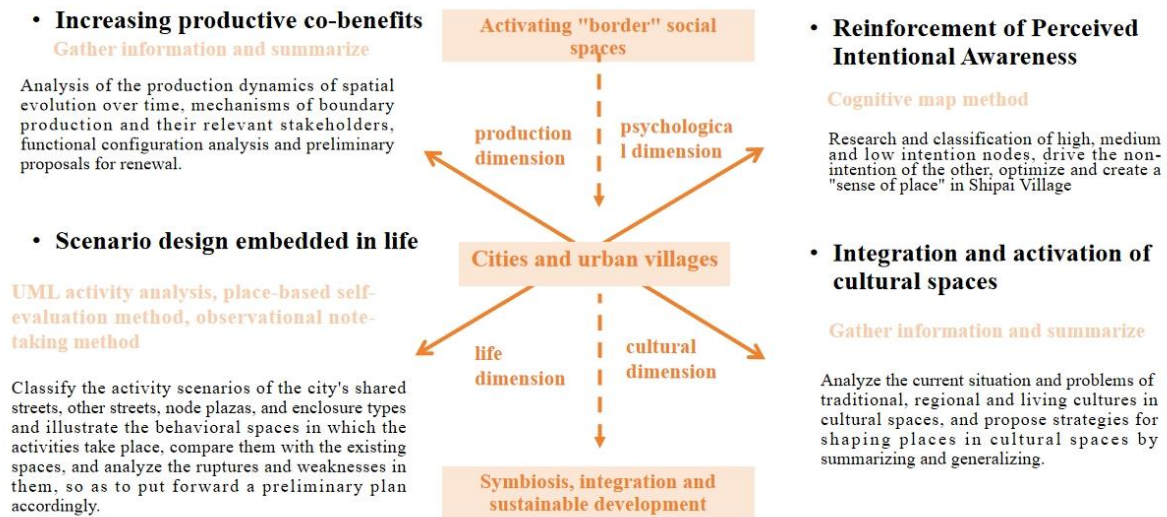 • Increasing productive co-benefits
Gather information and summarize
Analysis of the production dynamics of spatial
evolution over time, mechanisms of boundary
production and their relevant stakeholders,
functional configuration analysis and preliminary
proposals for renewal.
• Scenario design embedded in life
UML activity analysis, place-based self-
evaluation method, observational note-
taking method
Classify the activity scenarios of the city's shared
streets, other streets, node plazas, and enclosure types
and illustrate the behavioral spaces in which the
activities take place, compare them with the existing
spaces, and analyze the ruptures and weaknesses in
them, so as to put forward a preliminary plan
accordingly.
Activating "border" social
spaces
production
dimension
psychologica
l dimension
Cities and urban villages
life
dimension
cultural
dimension
Symbiosis, integration and
sustainable development
• Reinforcement of Perceived
Intentional Awareness
Cognitive map method
Research and classification of high, medium
and low intention nodes, drive the non-
intention of the other, optimize and create a
"sense of place" in Shipai Village
• Integration and activation of
cultural spaces
Gather information and summarize
Analyze the current situation and problems of
traditional, regional and living cultures in
cultural spaces, and propose strategies for
shaping places in cultural spaces by
summarizing and generalizing.